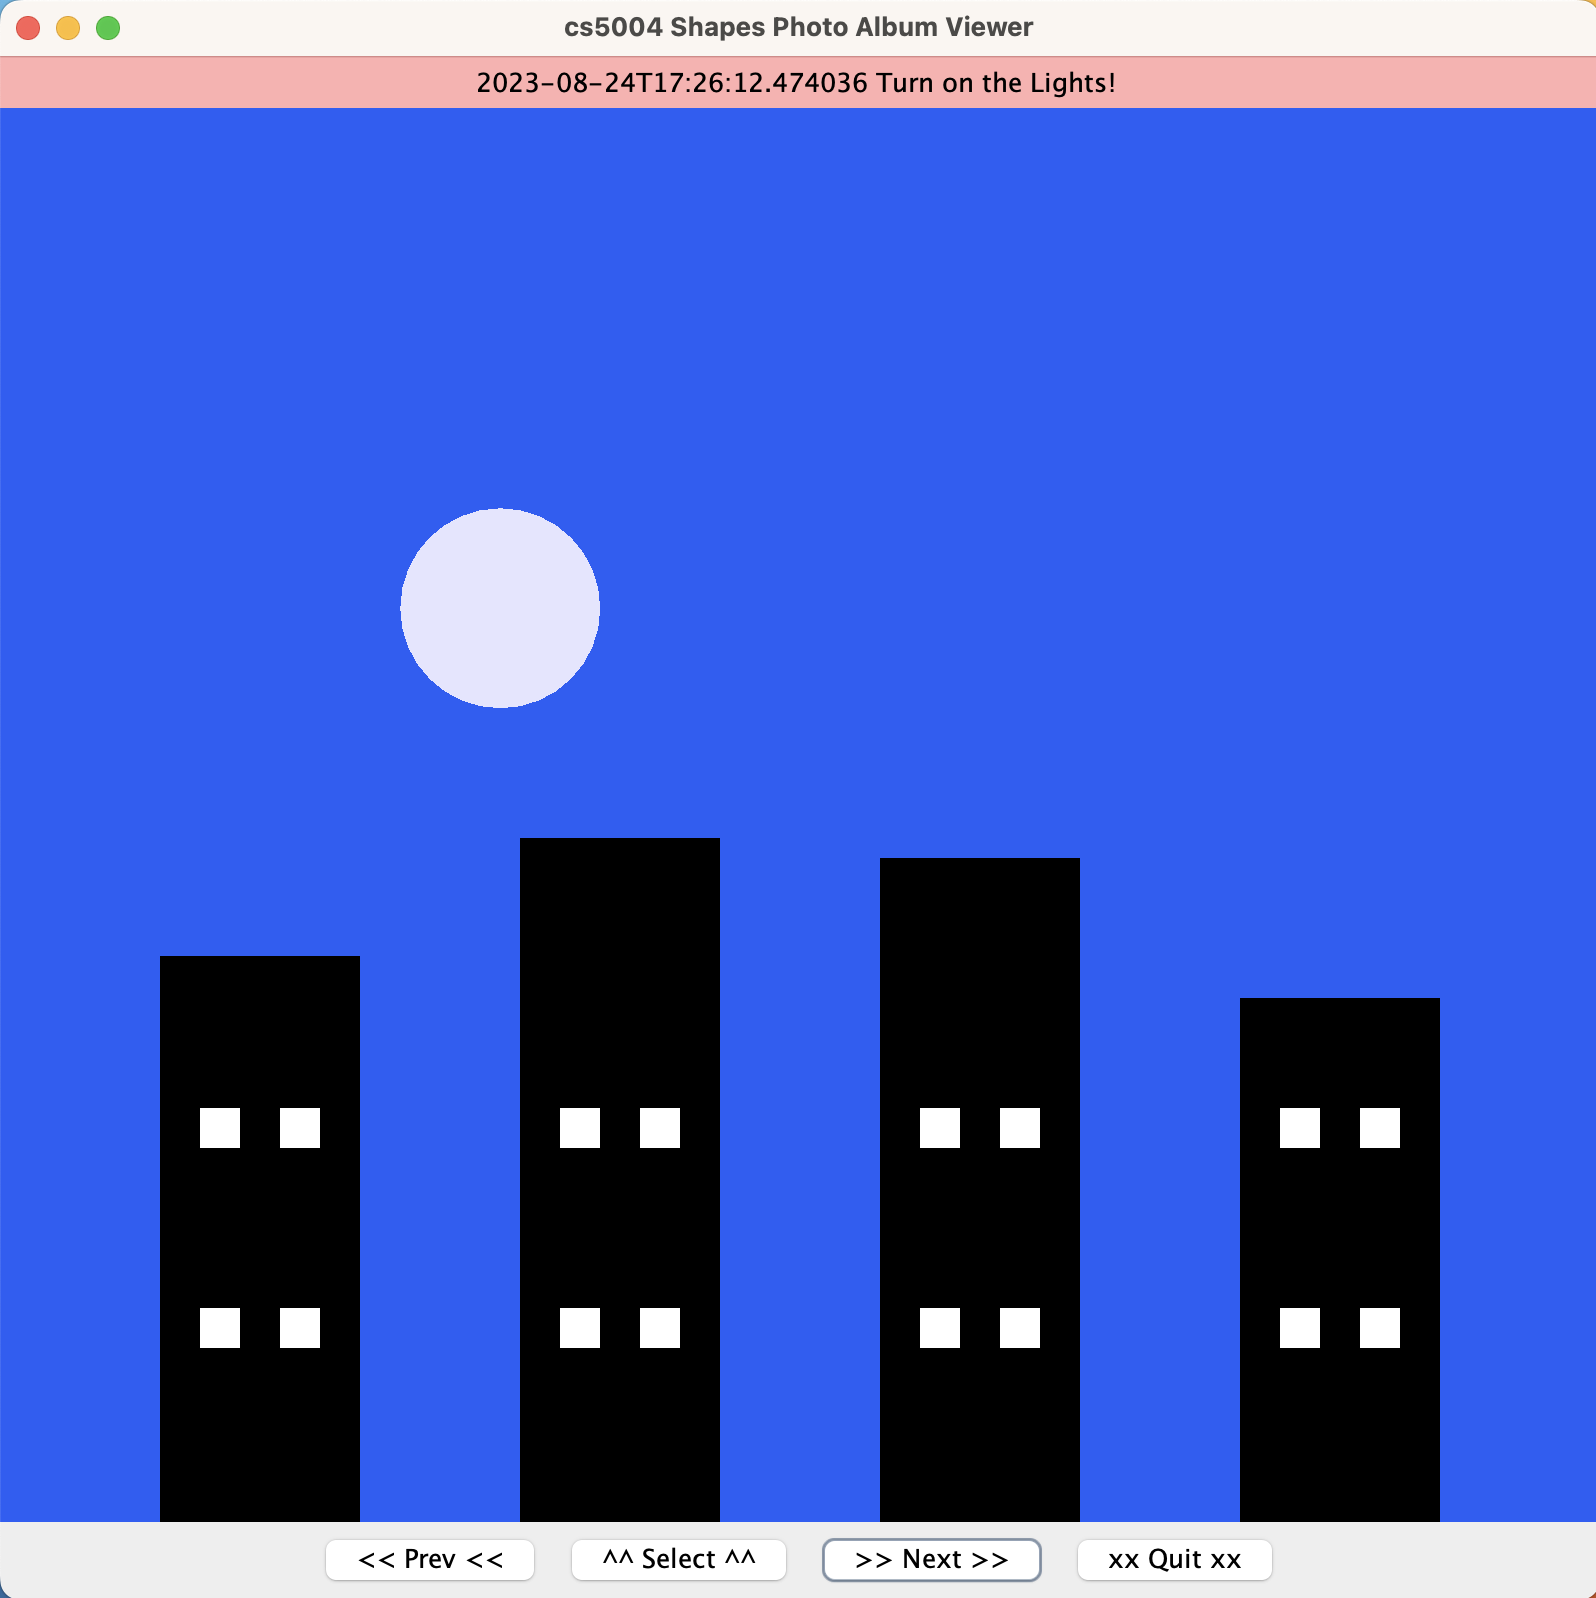 cs5004 Shapes Photo Album Viewer
2023-08-24T17:26:12.474036 Turn on the Lights!
<< Prev <<
^^ Select ^^
>> Next >>
xx Quit xx